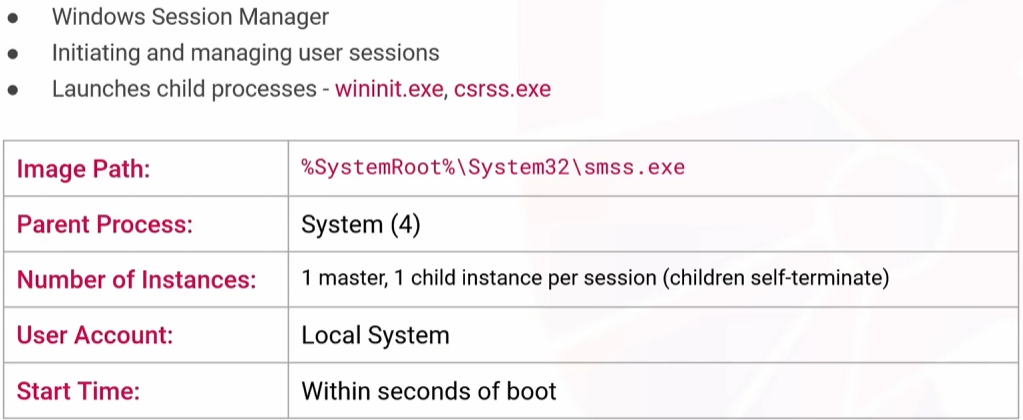 ● Windows Session Manager
● Initiating and managing user sessions
● Launches child processes - wininit.exe, csrss.exe
Image Path: %SystemRoot%\System32\smss.exe
Parent Process: System (4)
Number of Instances: 1 master, 1 child instance per session (children self-terminate)
User Account: Local System
Start Time: Within seconds of boot